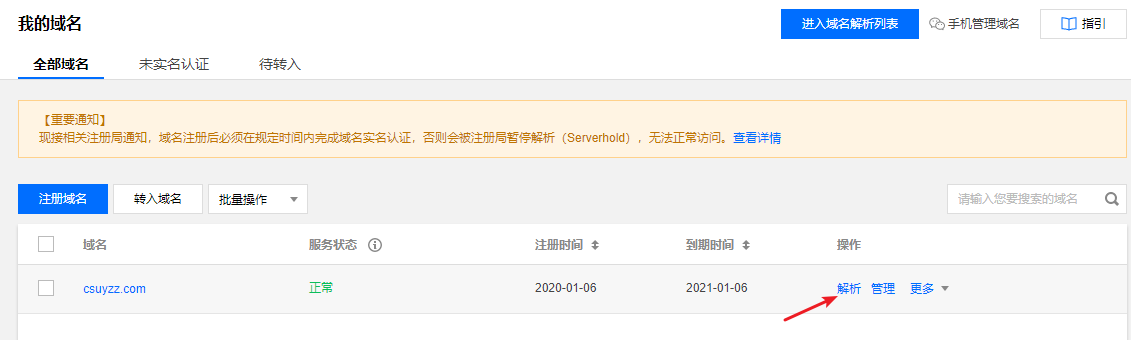 我的域名
进入域名解析列表
手机管理域名
指引
全部域名 未实名认证 待转入
【重要通知】
现接相关注册局通知，域名注册后必须在规定时间内完成域名实名认证，否则会被注册局暂停解析（Serverhold），无法正常访问。查看详情
注册域名 转入域名 批量操作 请输入您要搜索的域名
域名 服务状态 注册时间 到期时间 操作
csuyzz.com 正常 2020-01-06 2021-01-06 解析 管理 更多